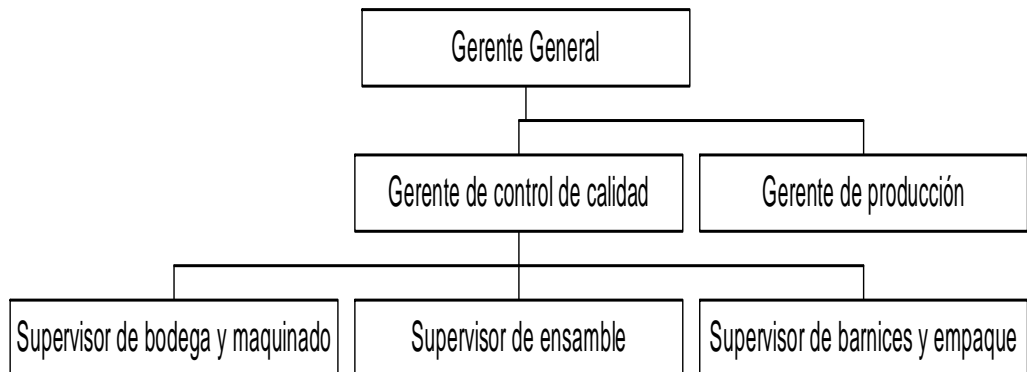 Gerente General
Gerente de control de calidad
Gerente de producción
Supervisor de bodega y maquinado
Supervisor de ensamble
Supervisor de barnices y empaque